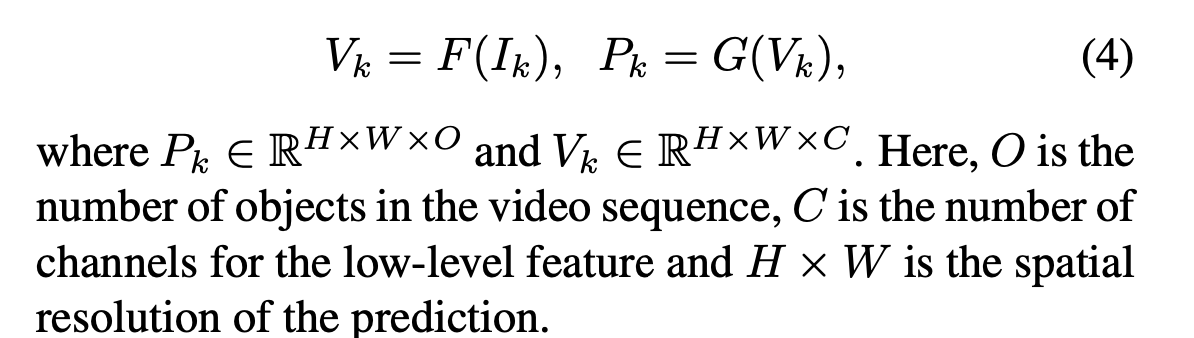 V_k = F(I_k), P_k = G(V_k), (4)
where P_k ∈ ℝ^{H×W×O} and V_k ∈ ℝ^{H×W×C}. Here, O is the
number of objects in the video sequence, C is the number of
channels for the low-level feature and H × W is the spatial
resolution of the prediction.